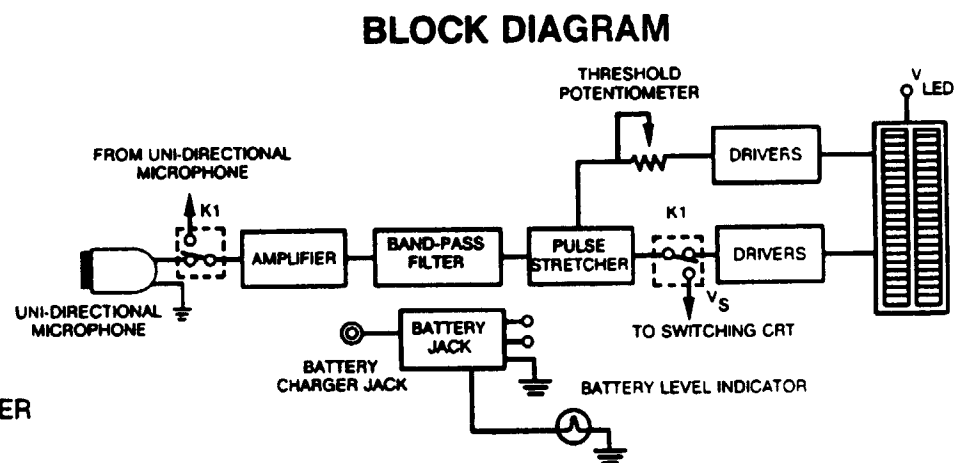 BLOCK DIAGRAM
THRESHOLD
POTENTIOMETER
V
LED
FROM UNI-DIRECTIONAL
MICROPHONE
DRIVERS
K1
K1
AMPLIFIER
BAND-PASS
FILTER
PULSE
STRETCHER
DRIVERS
UNI-DIRECTIONAL
MICROPHONE
VS
TO SWITCHING CRT
BATTERY
JACK
BATTERY
CHARGER JACK
BATTERY LEVEL INDICATOR
ER